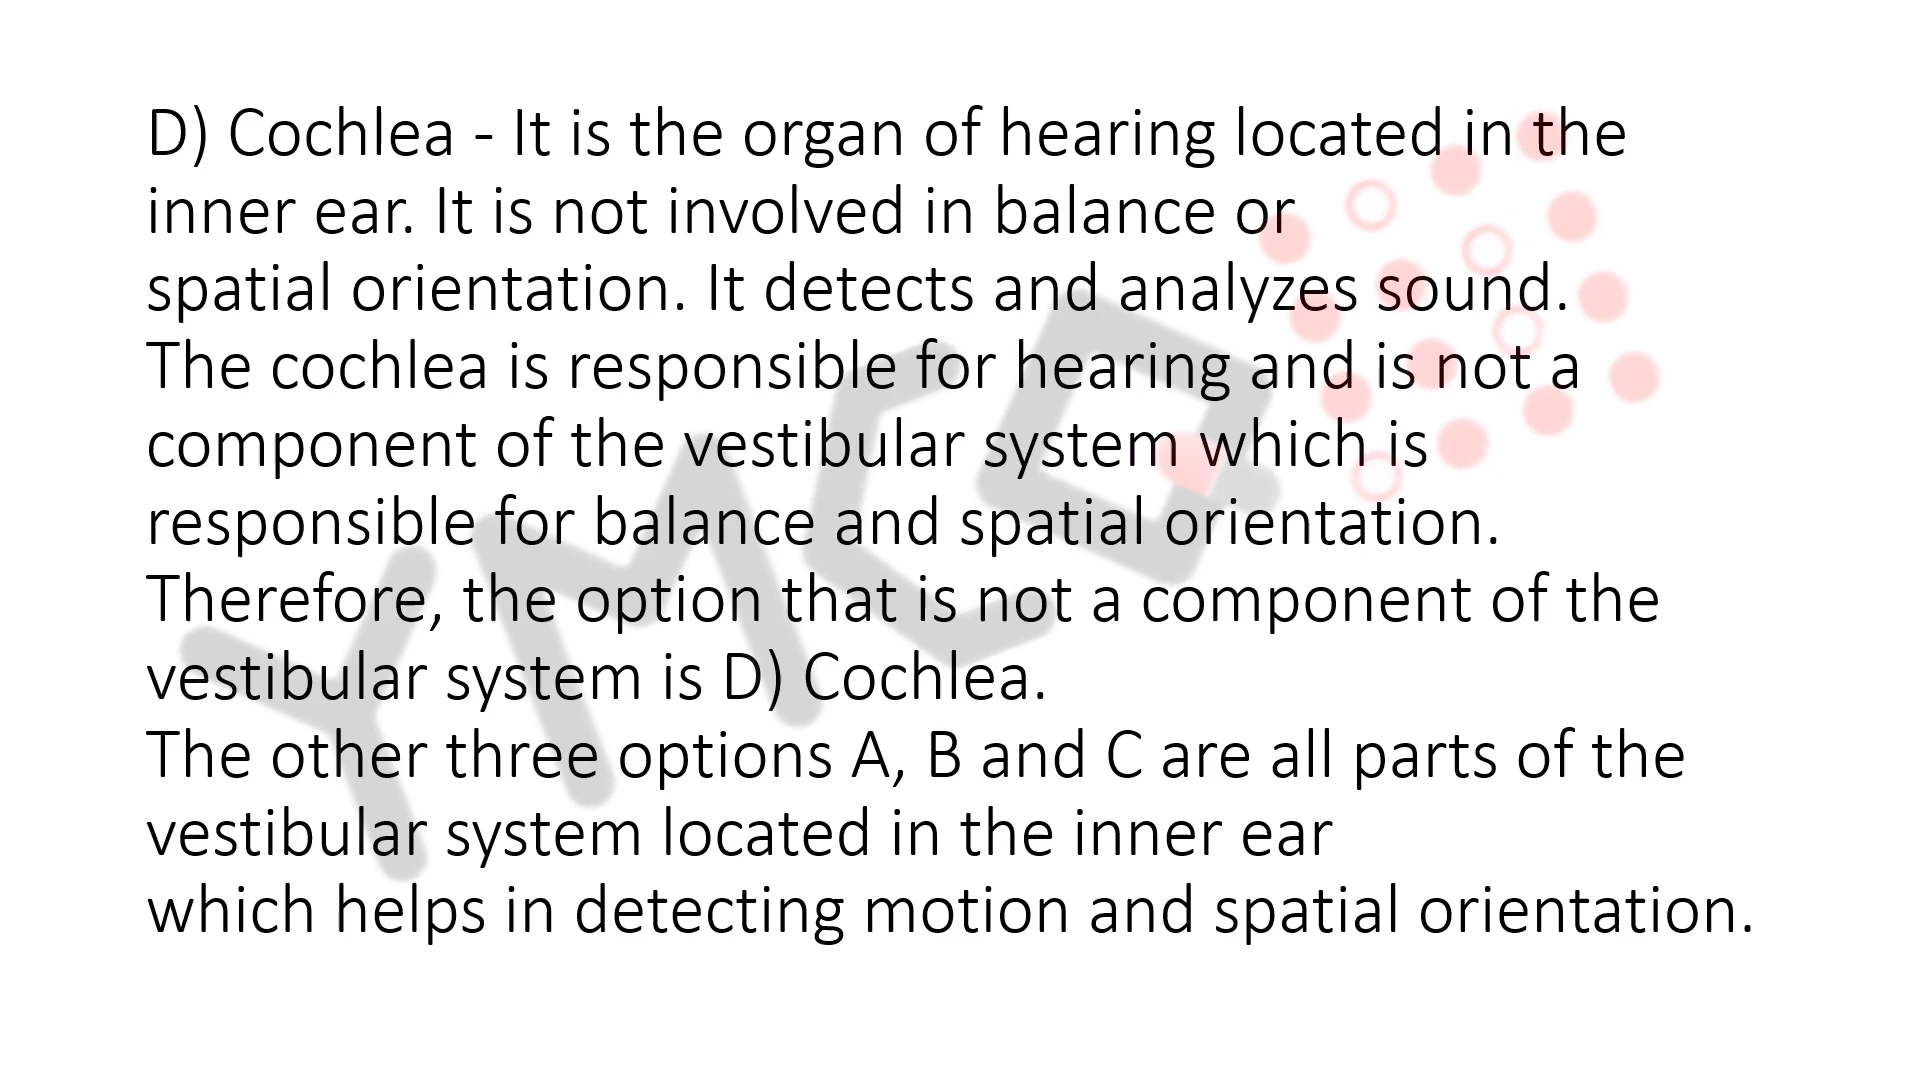 D) Cochlea - It is the organ of hearing located in the
inner ear. It is not involved in balance or
spatial orientation. It detects and analyzes sound.
The cochlea is responsible for hearing and is not a
component of the vestibular system which is
responsible for balance and spatial orientation.
Therefore, the option that is not a component of the
vestibular system is D) Cochlea.
The other three options A, B and C are all parts of the
vestibular system located in the inner ear
which helps in detecting motion and spatial orientation.
YMCQ